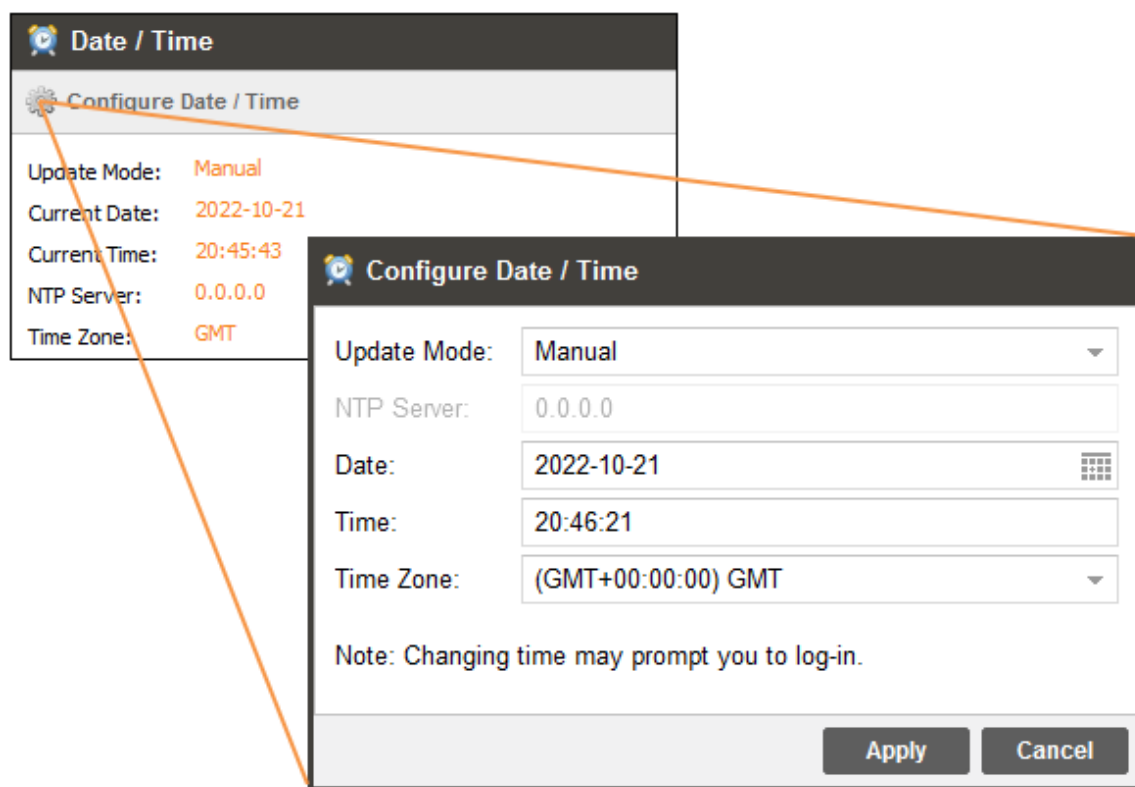 Date / Time
Configure Date / Time
Update Mode: Manual
Current Date: 2022-10-21
Current Time: 20:45:43
NTP Server: 0.0.0.0
Time Zone: GMT
Configure Date / Time
Update Mode: Manual
NTP Server: 0.0.0.0
Date: 2022-10-21
Time: 20:46:21
Time Zone: (GMT+00:00:00) GMT
Note: Changing time may prompt you to log-in.
Apply Cancel